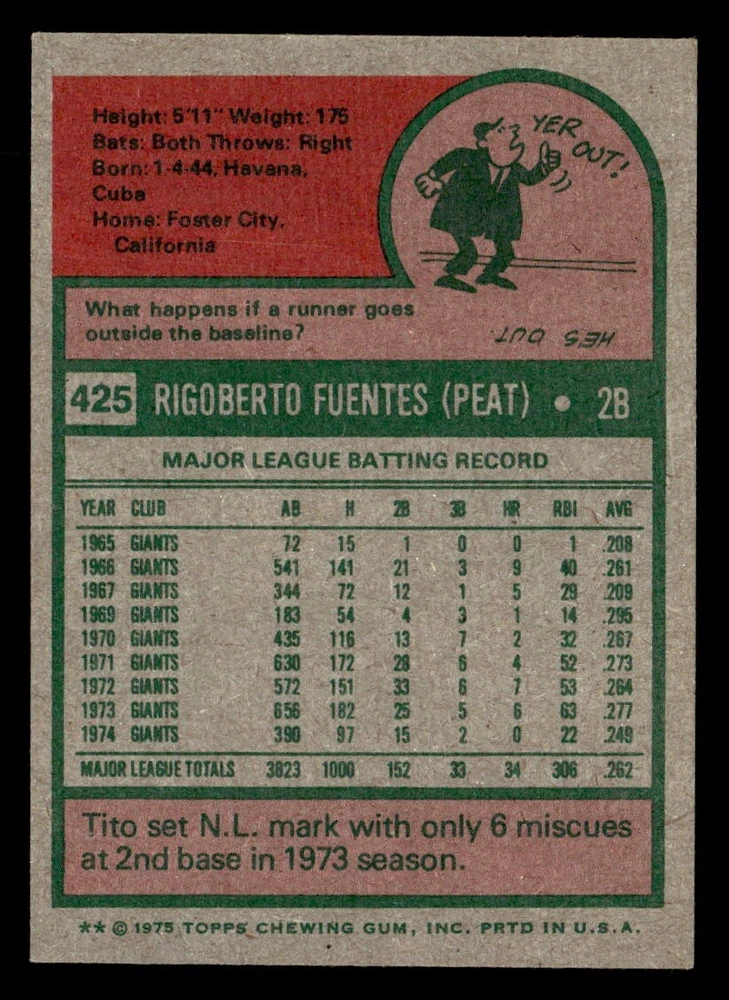 Height: 5'11" Weight: 175
Bats: Both Throws: Right
Born: 1-4-44, Havana,
Cuba
Home: Foster City,
California
YER
OUT!
What happens if a runner goes
outside the baseline?
HES OUT.
425 RIGOBERTO FUENTES (PEAT) • 2B
MAJOR LEAGUE BATTING RECORD
YEAR CLUB AB H 2B 3B HR RBI AVG
1965 GIANTS 72 15 1 0 0 1 .208
1966 GIANTS 541 141 21 3 9 40 .261
1967 GIANTS 344 72 12 1 5 29 .209
1969 GIANTS 183 54 4 3 1 14 .295
1970 GIANTS 435 116 13 7 2 32 .267
1971 GIANTS 630 172 28 6 4 52 .273
1972 GIANTS 572 151 33 6 7 53 .264
1973 GIANTS 656 182 25 5 6 63 .277
1974 GIANTS 390 97 15 2 0 22 .249
MAJOR LEAGUE TOTALS 3823 1000 152 33 34 306 .262
Tito set N.L. mark with only 6 miscues
at 2nd base in 1973 season.
** © 1975 TOPPS CHEWING GUM, INC. PRTD IN U.S.A.